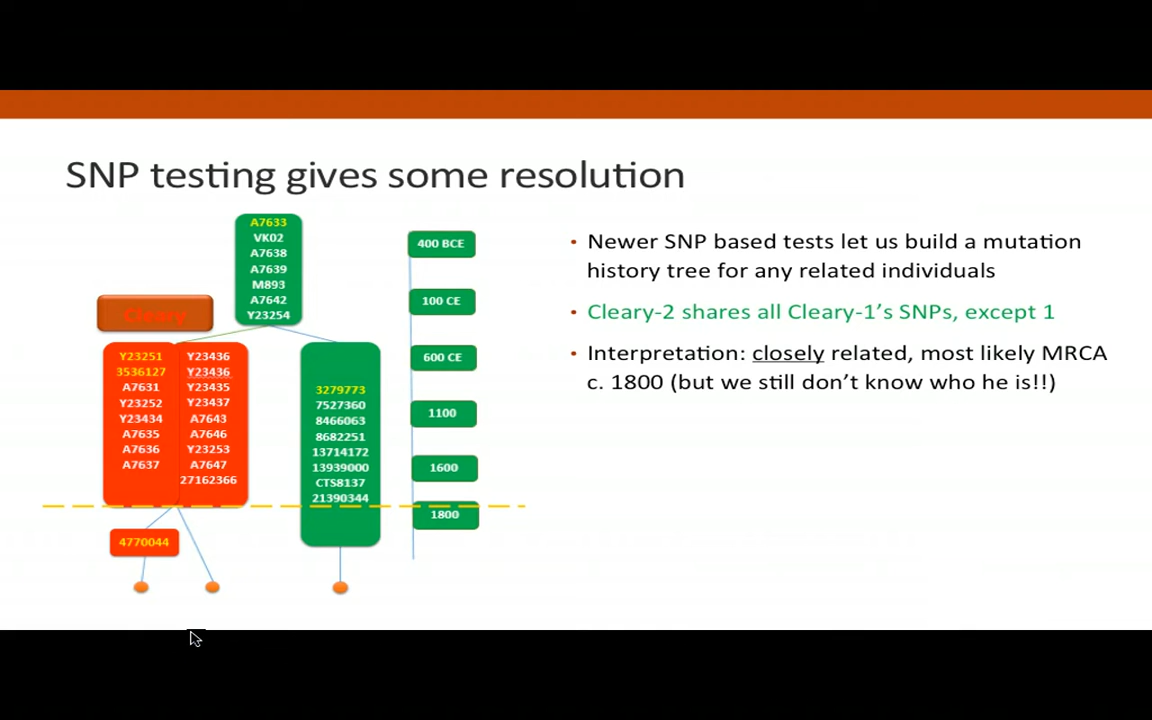 SNP testing gives some resolution
A7633
VK02
A7638
A7639
M893
A7642
Y23254
Cleary
Y23251
3536127
A7631
Y23252
Y23434
A7635
A7636
A7637
Y23436
Y23436
Y23435
Y23437
A7643
A7646
Y23253
A7647
27162366
4770044
3279773
7527360
8466063
8682251
13714172
13939000
CTS8137
21390344
400 BCE
100 CE
600 CE
1100
1600
1800
• Newer SNP based tests let us build a mutation
history tree for any related individuals
• Cleary-2 shares all Cleary-1's SNPs, except 1
• Interpretation: closely related, most likely MRCA
c. 1800 (but we still don't know who he is!!)